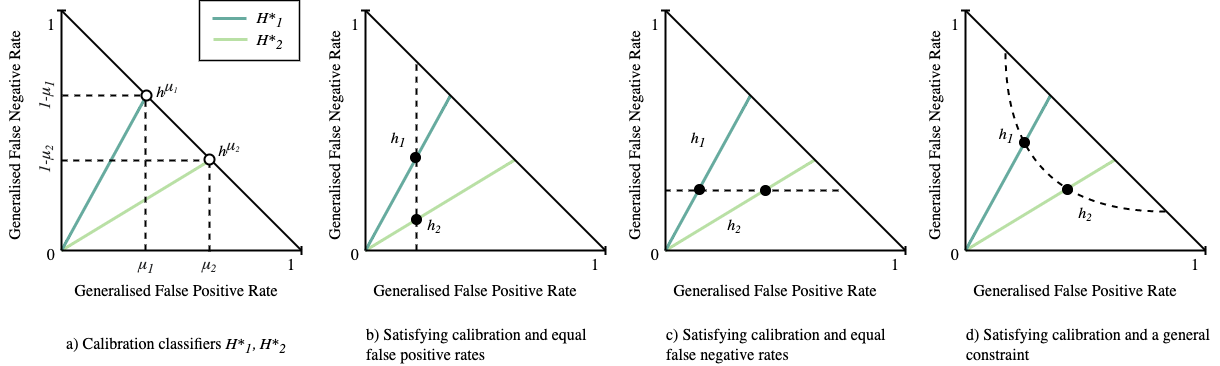 H*1
H*2
Generalised False Negative Rate
1
1-μ1
1-μ2
0
hμ1
hμ2
μ1
μ2
1
Generalised False Positive Rate
a) Calibration classifiers H*1, H*2
Generalised False Negative Rate
1
h1
h2
0
1
Generalised False Positive Rate
b) Satisfying calibration and equal
false positive rates
Generalised False Negative Rate
1
h1
h2
0
1
Generalised False Positive Rate
c) Satisfying calibration and equal
false negative rates
Generalised False Negative Rate
1
h1
h2
0
1
Generalised False Positive Rate
d) Satisfying calibration and a general
constraint